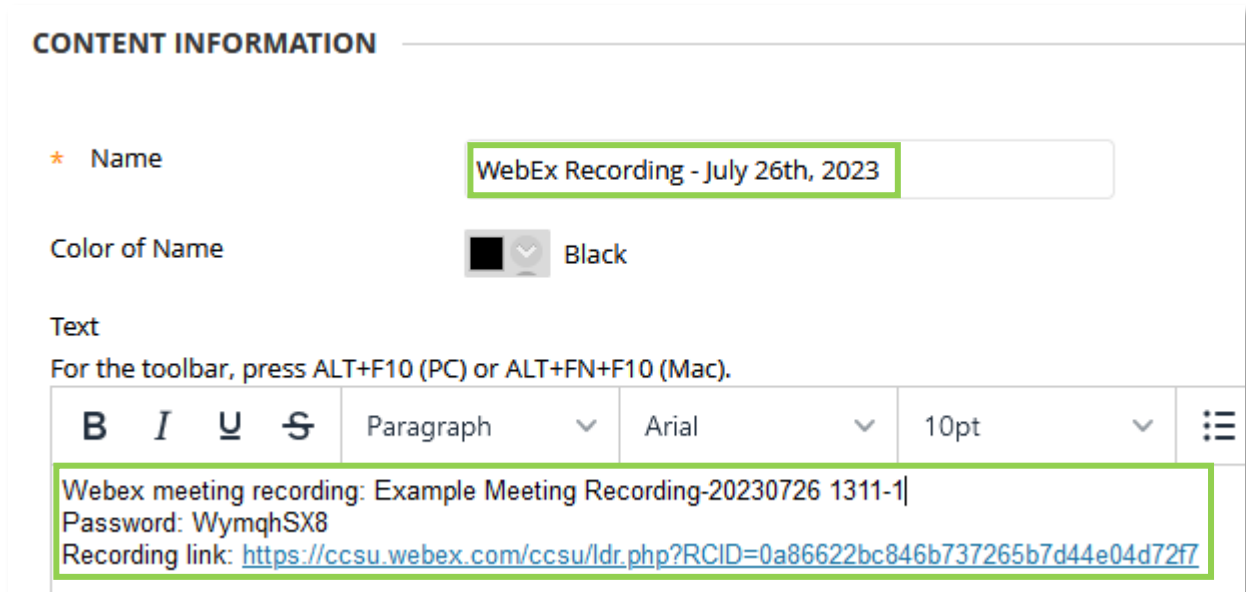 CONTENT INFORMATION
* Name
WebEx Recording - July 26th, 2023
Color of Name
Black
Text
For the toolbar, press ALT+F10 (PC) or ALT+FN+F10 (Mac).
B I U S Paragraph Arial 10pt
Webex meeting recording: Example Meeting Recording-20230726 1311-1
Password: WymqhSX8
Recording link: https://ccsu.webex.com/ccsu/ldr.php?RCID=0a86622bc846b737265b7d44e04d72f7